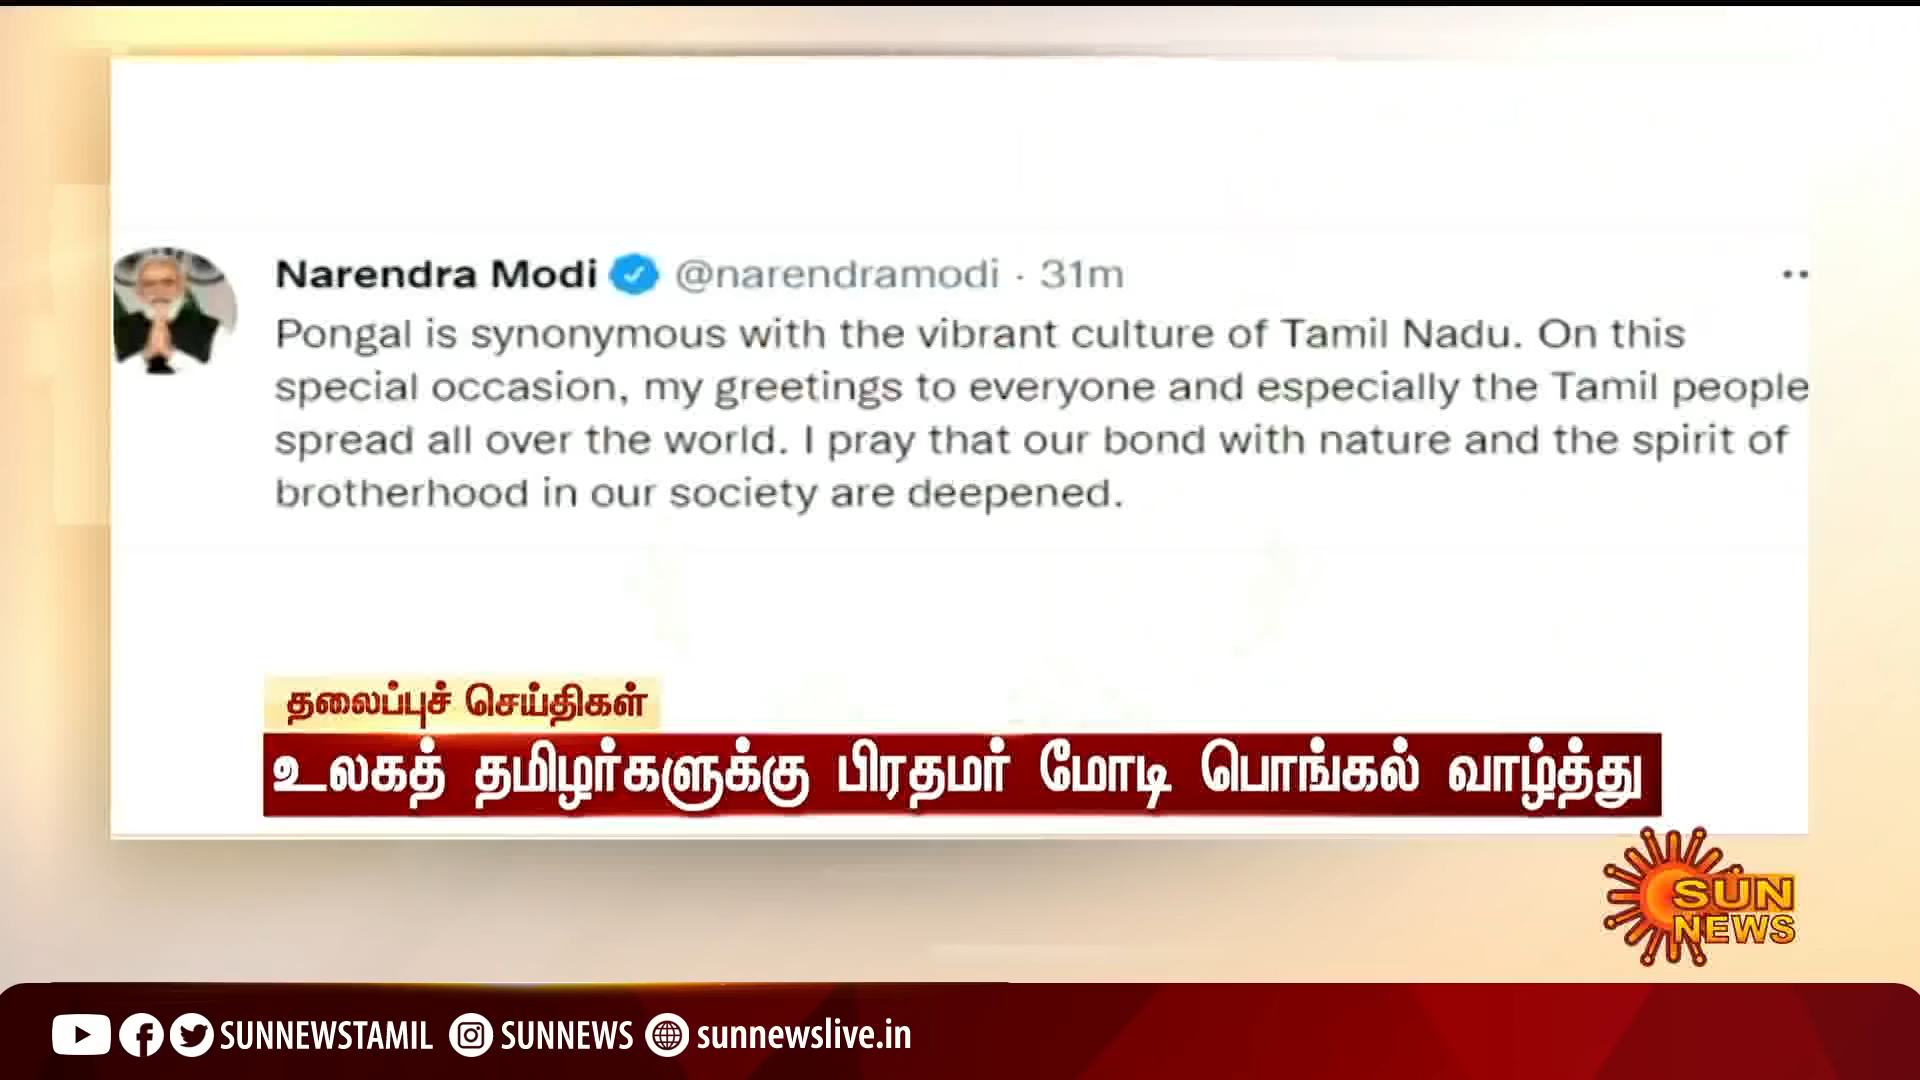 Narendra Modi @narendramodi · 31m
Pongal is synonymous with the vibrant culture of Tamil Nadu. On this
special occasion, my greetings to everyone and especially the Tamil people
spread all over the world. I pray that our bond with nature and the spirit of
brotherhood in our society are deepened.
தலைப்புச் செய்திகள்
உலகத் தமிழர்களுக்கு பிரதமர் மோடி பொங்கல் வாழ்த்து
SUN
NEWS
SUNNEWSTAMIL SUNNEWS sunnewslive.in